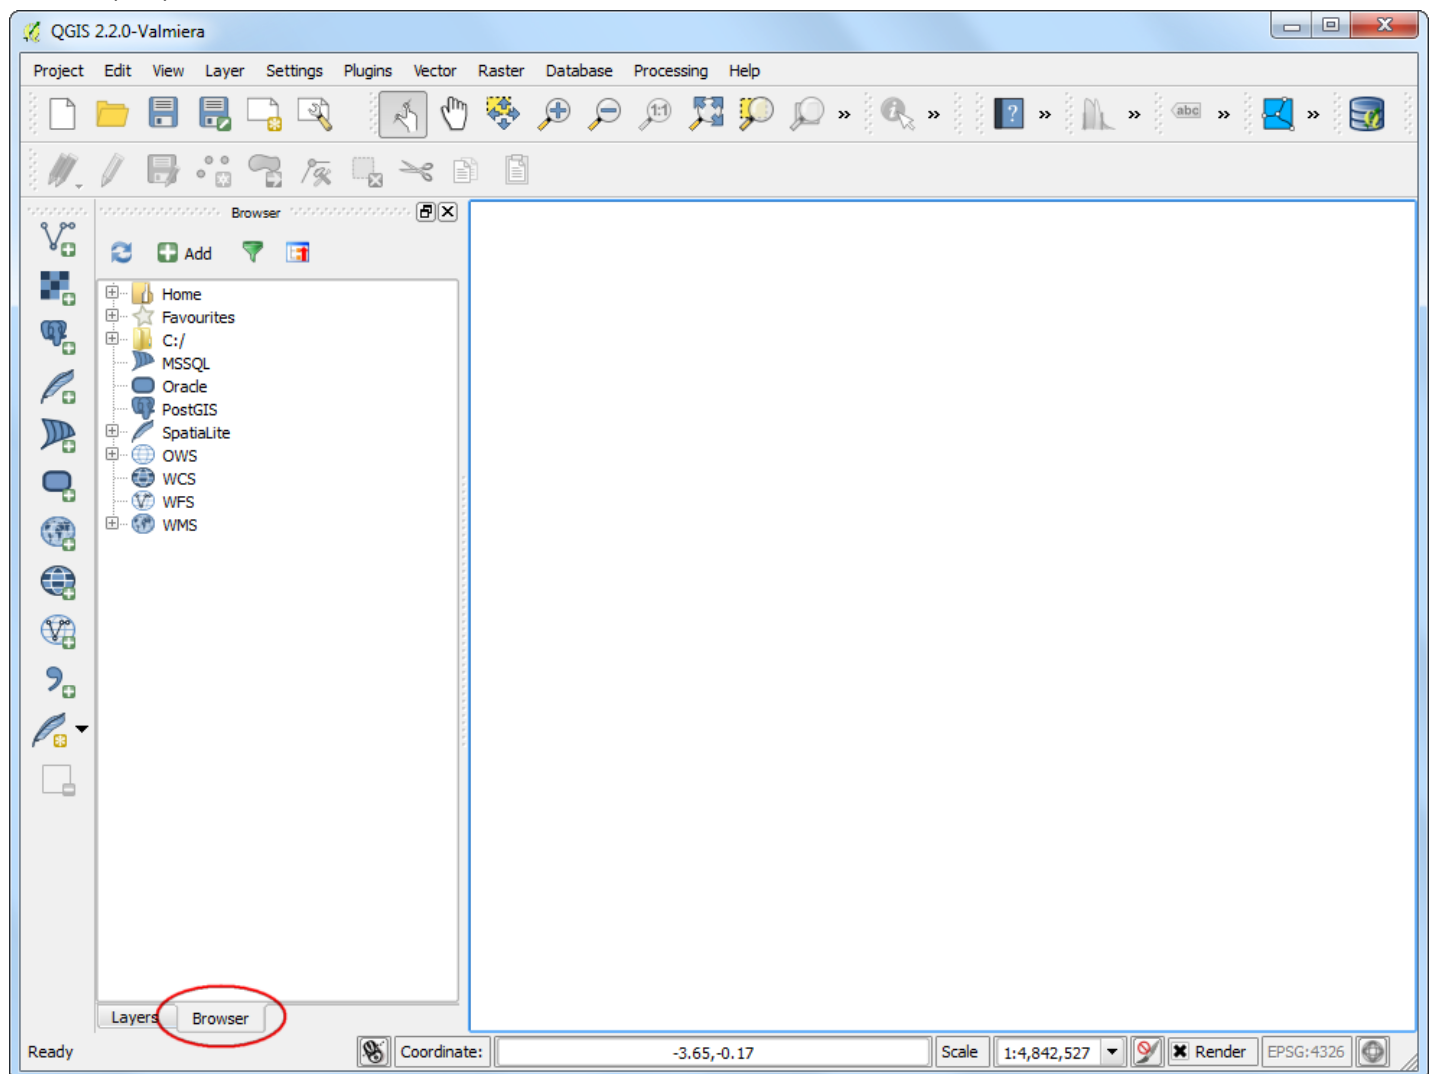 QGIS 2.2.0-Valmiera
Project Edit View Layer Settings Plugins Vector Raster Database Processing Help
1:1 » » ? » » abc » »
Browser
Add
Home
Favourites
C:/
MSSQL
Oracle
PostGIS
SpatiaLite
OWS
WCS
WFS
WMS
Layers Browser
Ready Coordinate: -3.65,-0.17 Scale 1:4,842,527 Render EPSG:4326